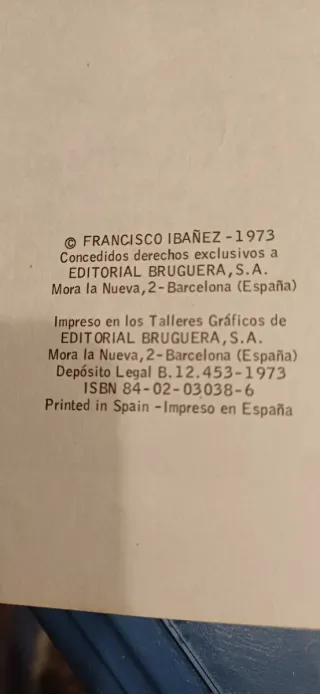 © FRANCISCO IBAÑEZ - 1973
Concedidos derechos exclusivos a
EDITORIAL BRUGUERA, S.A.
Mora la Nueva, 2 - Barcelona (España)
Impreso en los Talleres Gráficos de
EDITORIAL BRUGUERA, S.A.
Mora la Nueva, 2 - Barcelona (España)
Depósito Legal B. 12.453 - 1973
ISBN 84 - 02 - 03038 - 6
Printed in Spain - Impreso en España